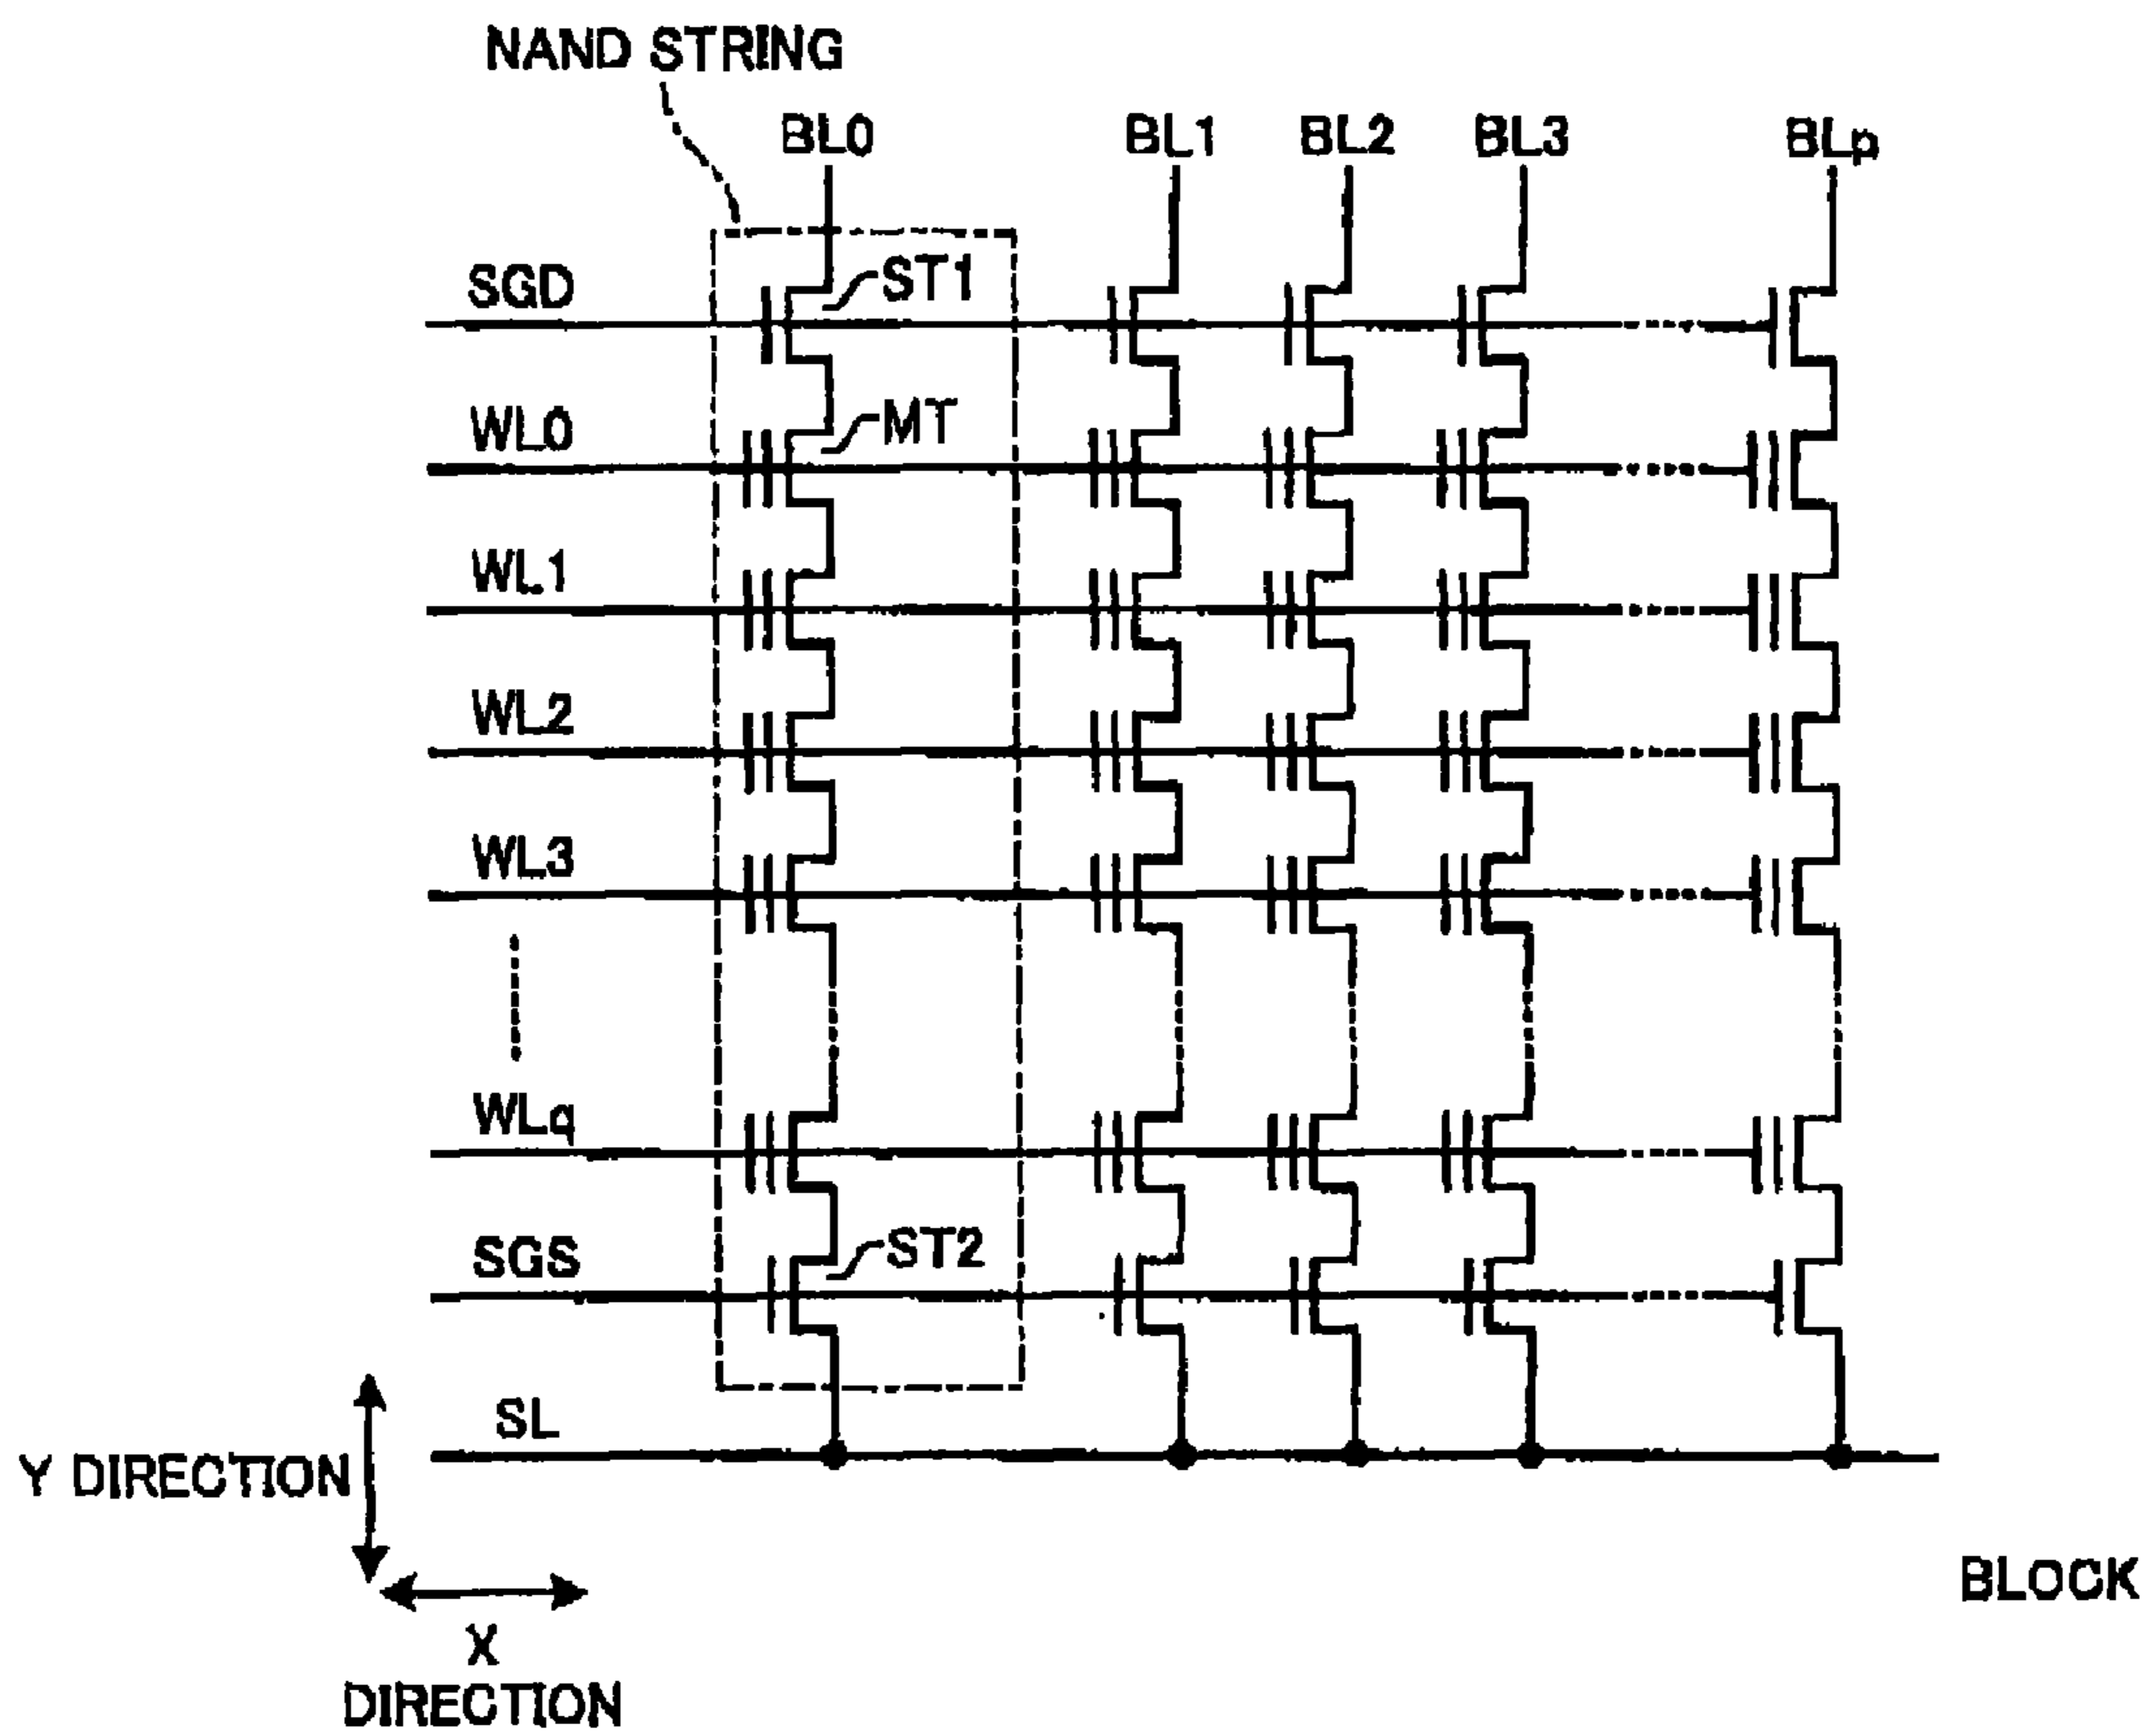 NAND STRING
BL0 BL1 BL2 BL3 BLp
SGD ST1
WL0 MT
WL1
WL2
WL3
WLq
SGS ST2
SL
Y DIRECTION
X
DIRECTION
BLOCK